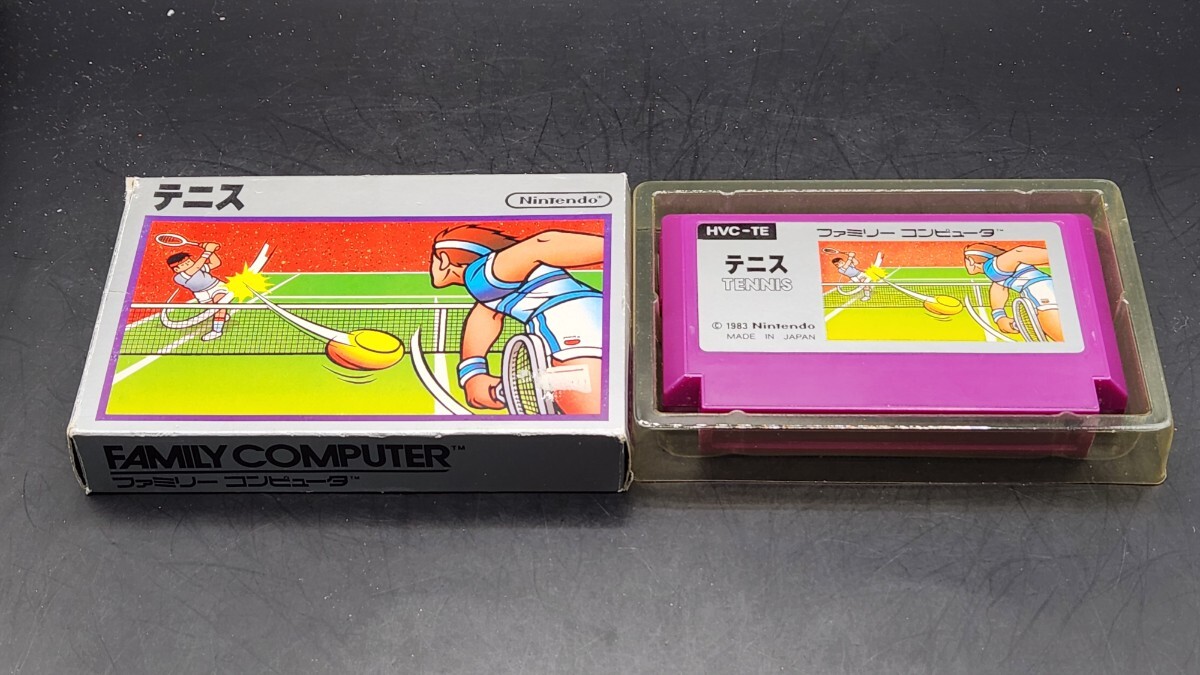 テニス
Nintendo®
FAMILY COMPUTER™
ファミリー コンピュータ™
HVC-TE
ファミリー コンピュータ™
テニス
TENNIS
© 1983 Nintendo
MADE IN JAPAN